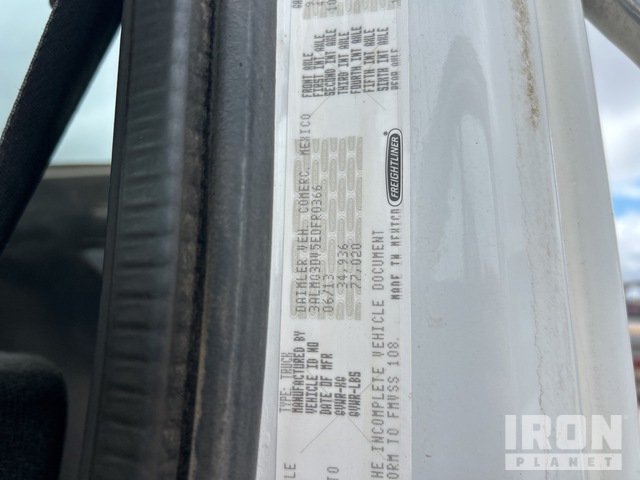 TYPE: TRUCK
MANUFACTURED BY DAIMLER VEH. COMERC. MEXICO
VEHICLE ID NO 3ALMG3DV5EDFR0366
DATE OF MFR 06/13
GVWR-KG 34,936
GVWR-LBS 77,020
FRONT AXLE
FIRST INT AXLE
SECOND INT AXLE
THIRD INT AXLE
FOURTH INT AXLE
FIFTH INT AXLE
SIXTH INT AXLE
REAR AXLE
FREIGHTLINER
MADE IN MEXICO
HE INCOMPLETE VEHICLE DOCUMENT
ORM TO FMVSS 108.
IRON
PLANET